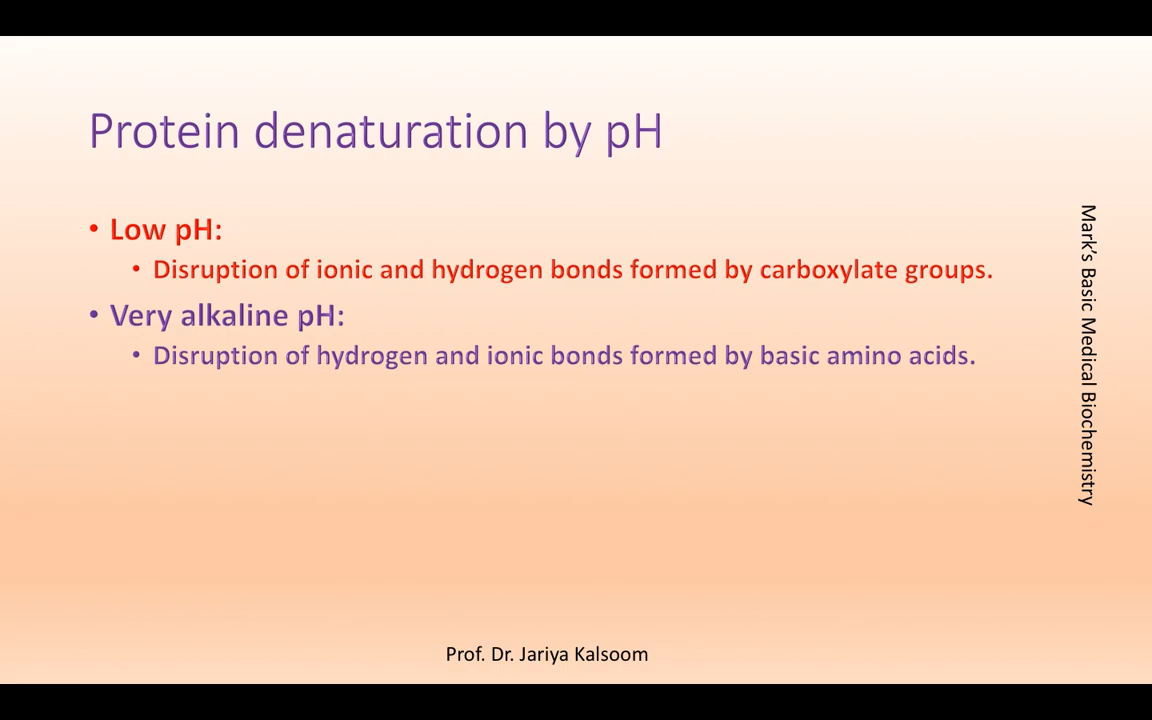 Protein denaturation by pH
• Low pH:
• Disruption of ionic and hydrogen bonds formed by carboxylate groups.
• Very alkaline pH:
• Disruption of hydrogen and ionic bonds formed by basic amino acids.
Mark's Basic Medical Biochemistry
Prof. Dr. Jariya Kalsoom